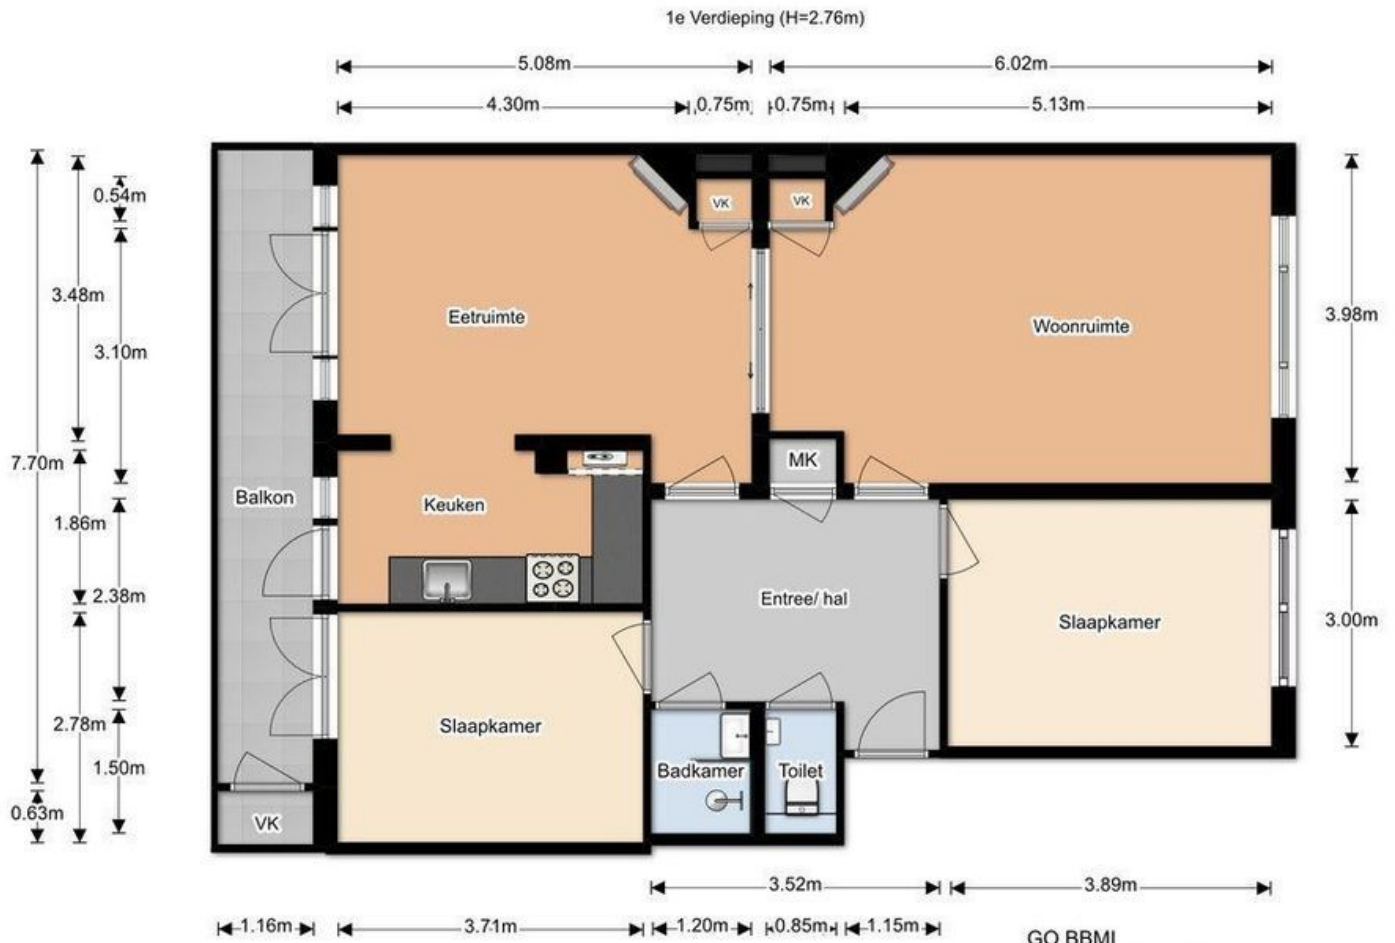 1e Verdieping (H=2.76m)
5.08m
6.02m
4.30m
0.75m
0.75m
5.13m
0.54m
VK
VK
3.48m
Eetruimte
Woonruimte
3.98m
3.10m
7.70m
MK
Balkon
Keuken
1.86m
2.38m
Entree/ hal
Slaapkamer
3.00m
2.78m
Slaapkamer
1.50m
Badkamer
Toilet
0.63m
VK
3.52m
3.89m
1.16m
3.71m
1.20m
0.85m
1.15m